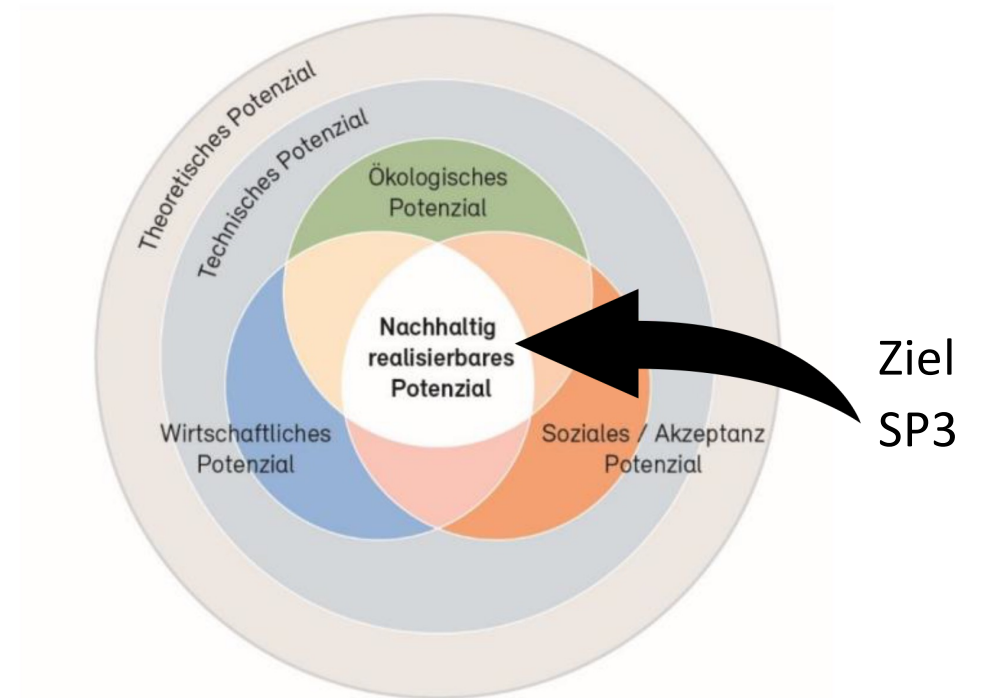 Theoretisches Potenzial
Technisches Potenzial
Ökologisches
Potenzial
Nachhaltig
realisierbares
Potenzial
Wirtschaftliches
Potenzial
Soziales / Akzeptanz
Potenzial
Ziel
SP3